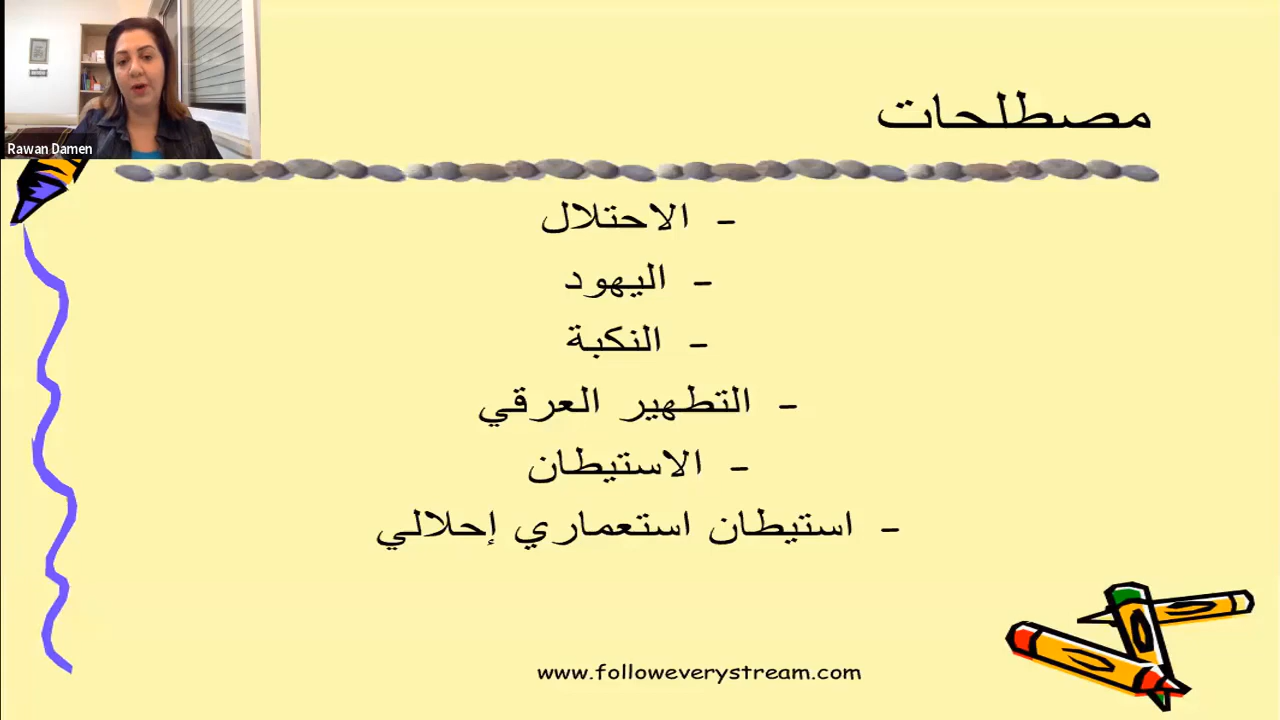 Rawan Damen
مصطلحات
- الاحتلال
- اليهود
- النكبة
- التطهير العرقي
- الاستيطان
- استيطان استعماري إحلالي
www.followeverystream.com